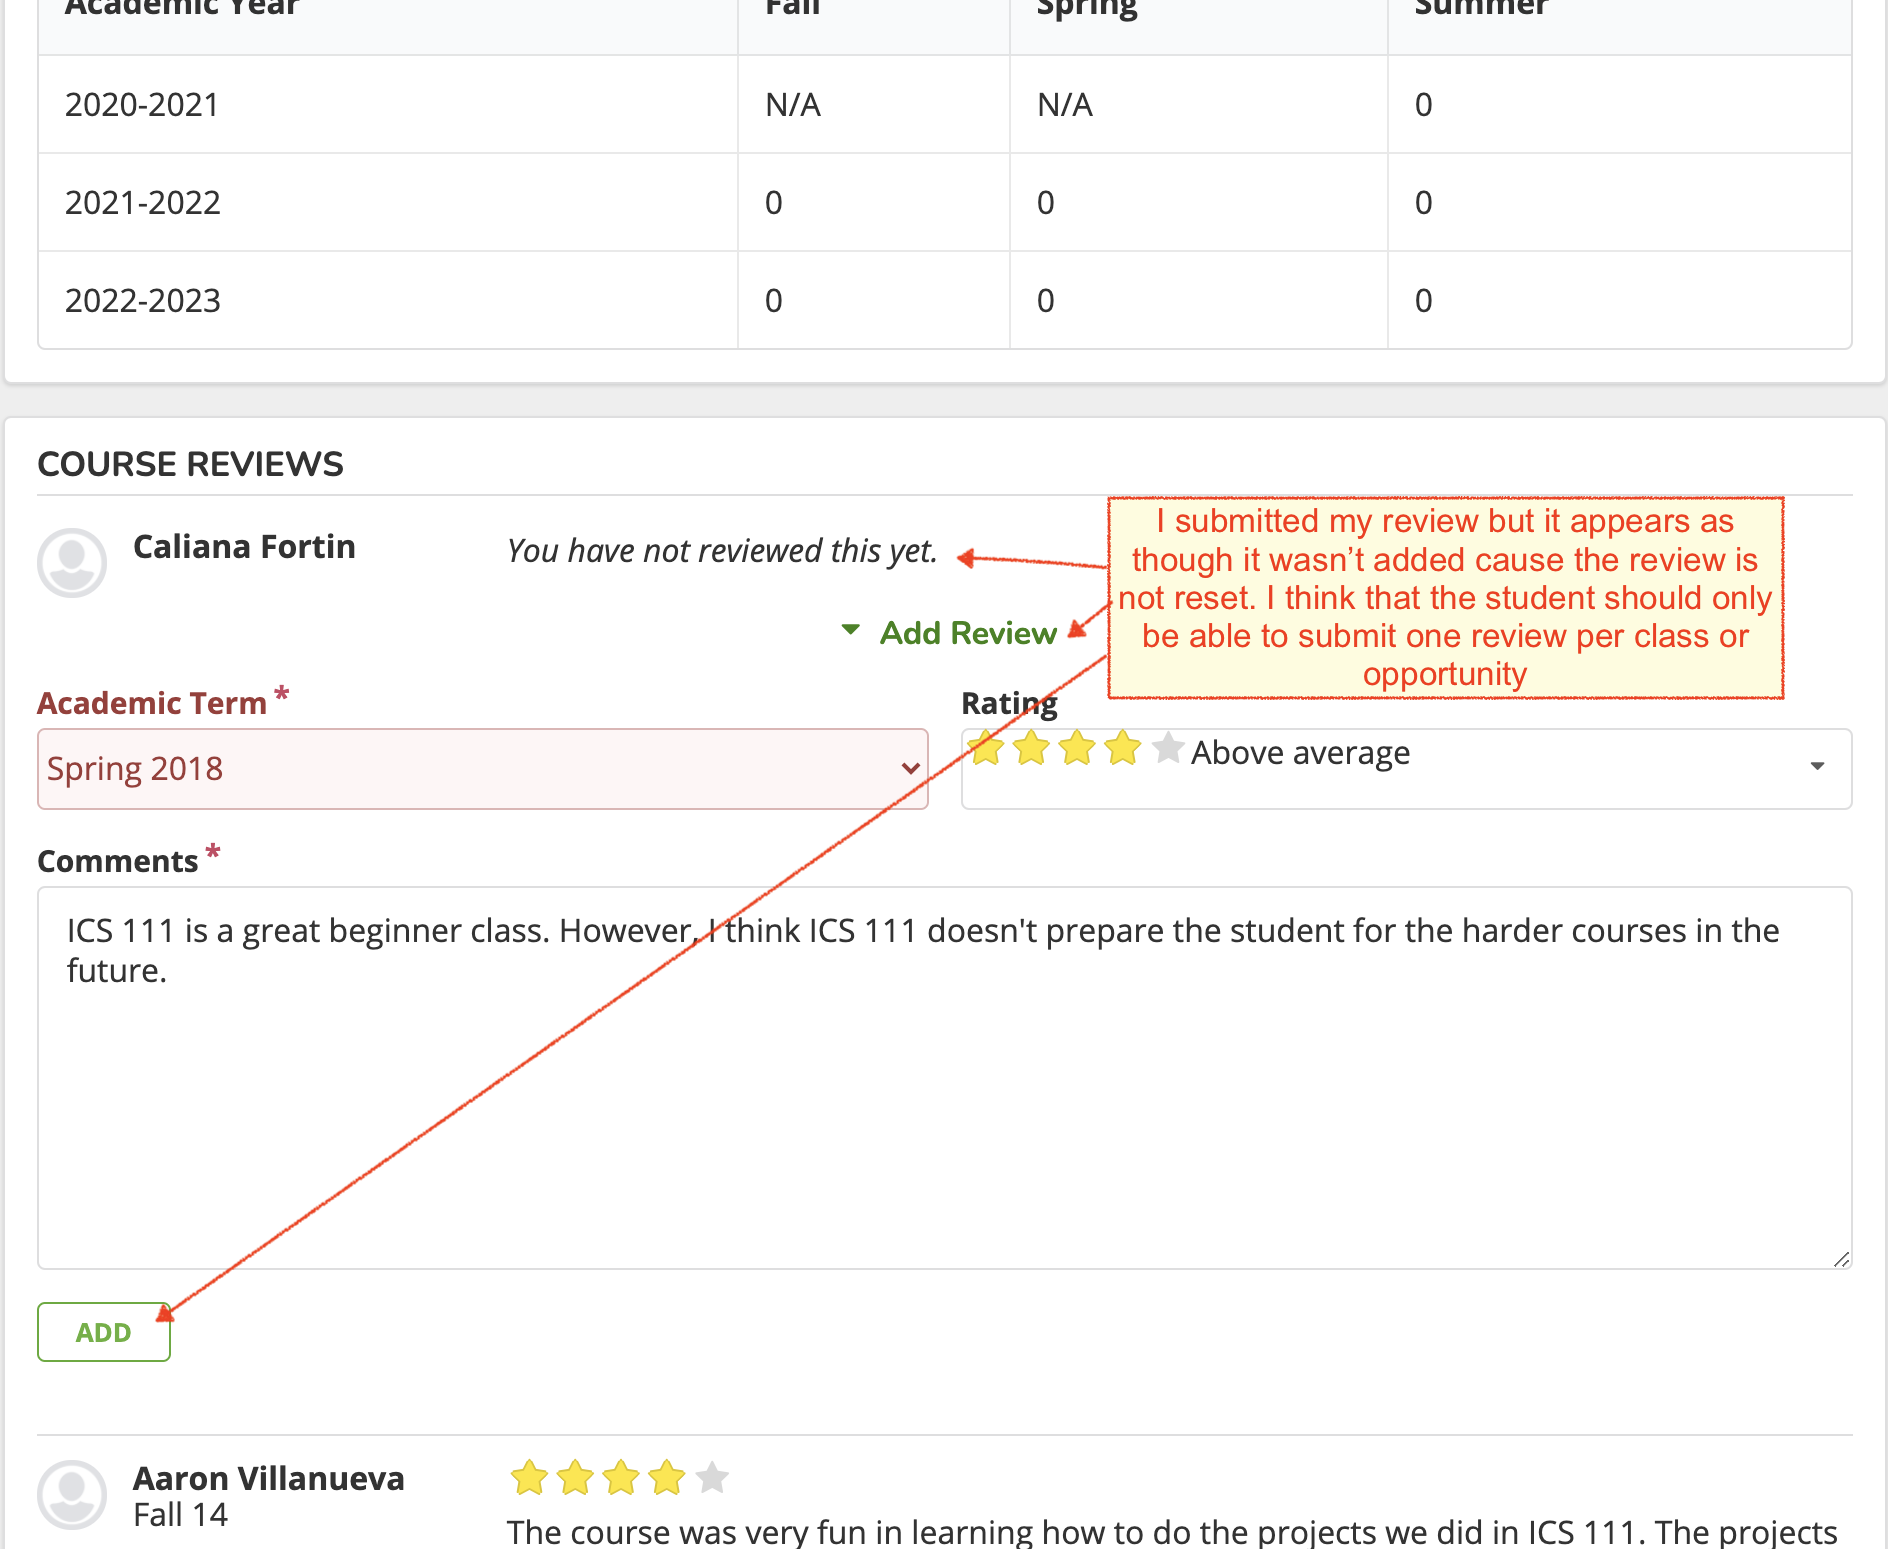 Academic Year Fall Spring Summer
2020-2021 N/A N/A 0
2021-2022 0 0 0
2022-2023 0 0 0
COURSE REVIEWS
Caliana Fortin You have not reviewed this yet.
I submitted my review but it appears as
though it wasn’t added cause the review is
not reset. I think that the student should only
be able to submit one review per class or
opportunity
Add Review
Academic Term * Rating
Spring 2018 Above average
Comments *
ICS 111 is a great beginner class. However, I think ICS 111 doesn't prepare the student for the harder courses in the
future.
ADD
Aaron Villanueva
Fall 14
The course was very fun in learning how to do the projects we did in ICS 111. The projects